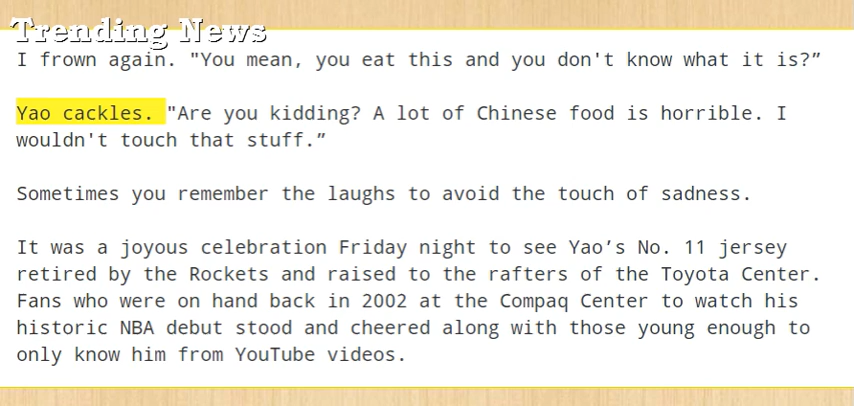 Trending News
I frown again. "You mean, you eat this and you don't know what it is?”
Yao cackles. "Are you kidding? A lot of Chinese food is horrible. I
wouldn't touch that stuff.”
Sometimes you remember the laughs to avoid the touch of sadness.
It was a joyous celebration Friday night to see Yao’s No. 11 jersey
retired by the Rockets and raised to the rafters of the Toyota Center.
Fans who were on hand back in 2002 at the Compaq Center to watch his
historic NBA debut stood and cheered along with those young enough to
only know him from YouTube videos.